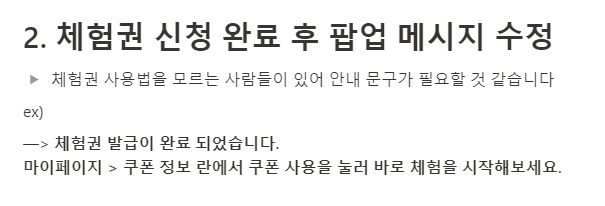 2. 체험권 신청 완료 후 팝업 메시지 수정
▶ 체험권 사용법을 모르는 사람들이 있어 안내 문구가 필요할 것 같습니다
ex)
—> 체험권 발급이 완료 되었습니다.
마이페이지 > 쿠폰 정보 란에서 쿠폰 사용을 눌러 바로 체험을 시작해보세요.